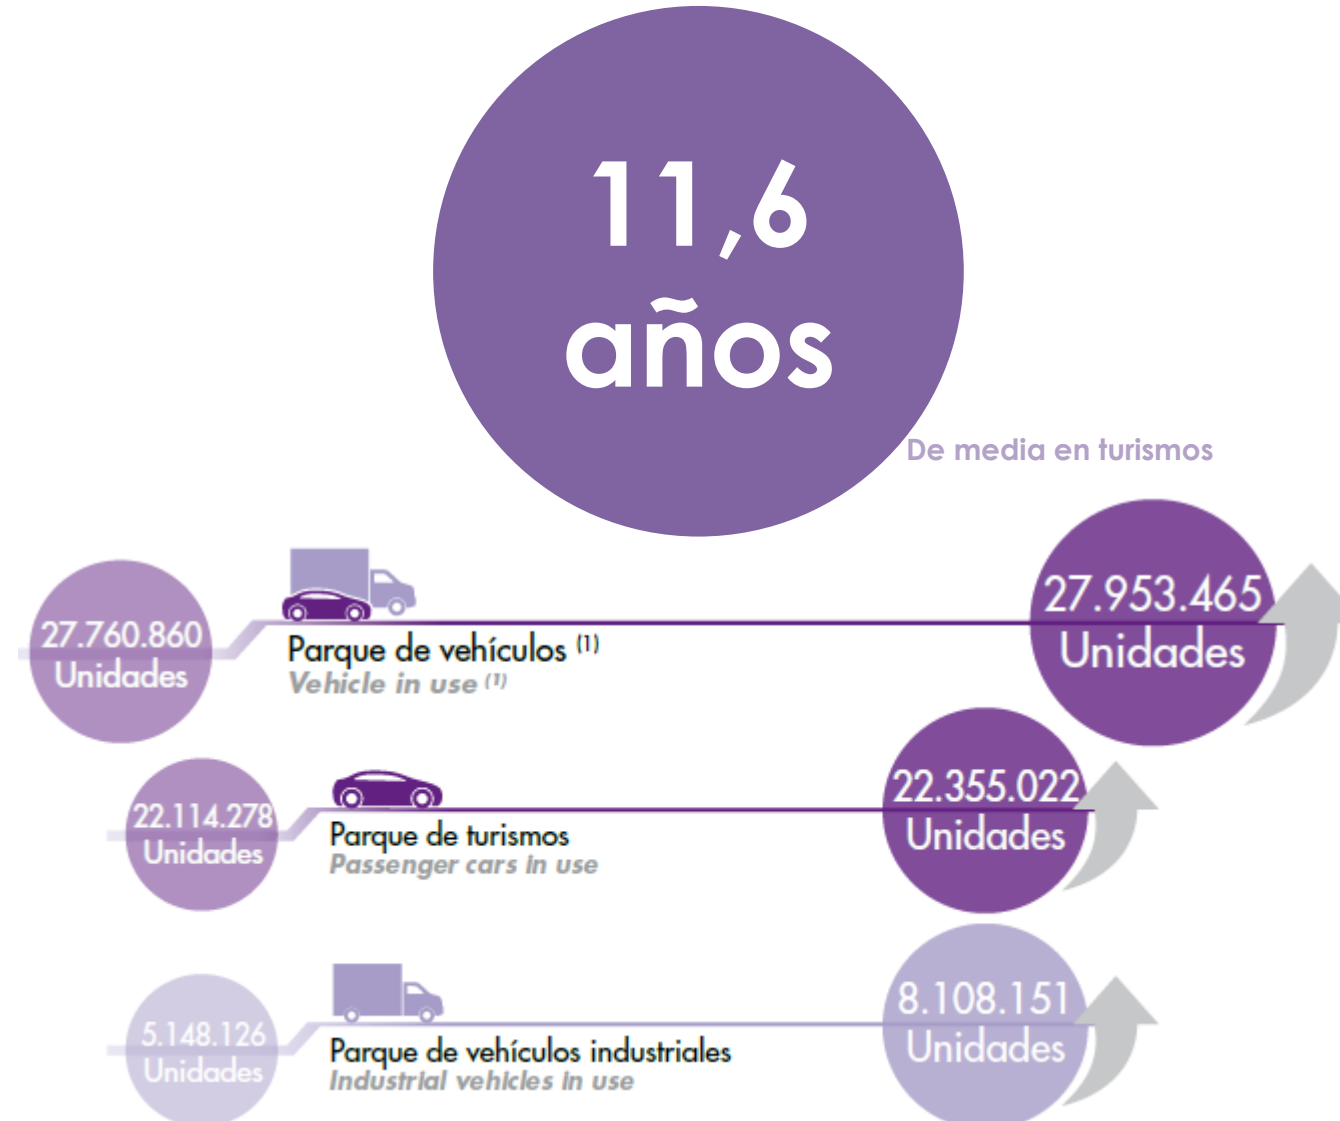 11,6
años
De media en turismos
27.760.860
Unidades
Parque de vehículos (1)
Vehicle in use (1)
27.953.465
Unidades
22.114.278
Unidades
Parque de turismos
Passenger cars in use
22.355.022
Unidades
5.148.126
Unidades
Parque de vehículos industriales
Industrial vehicles in use
8.108.151
Unidades